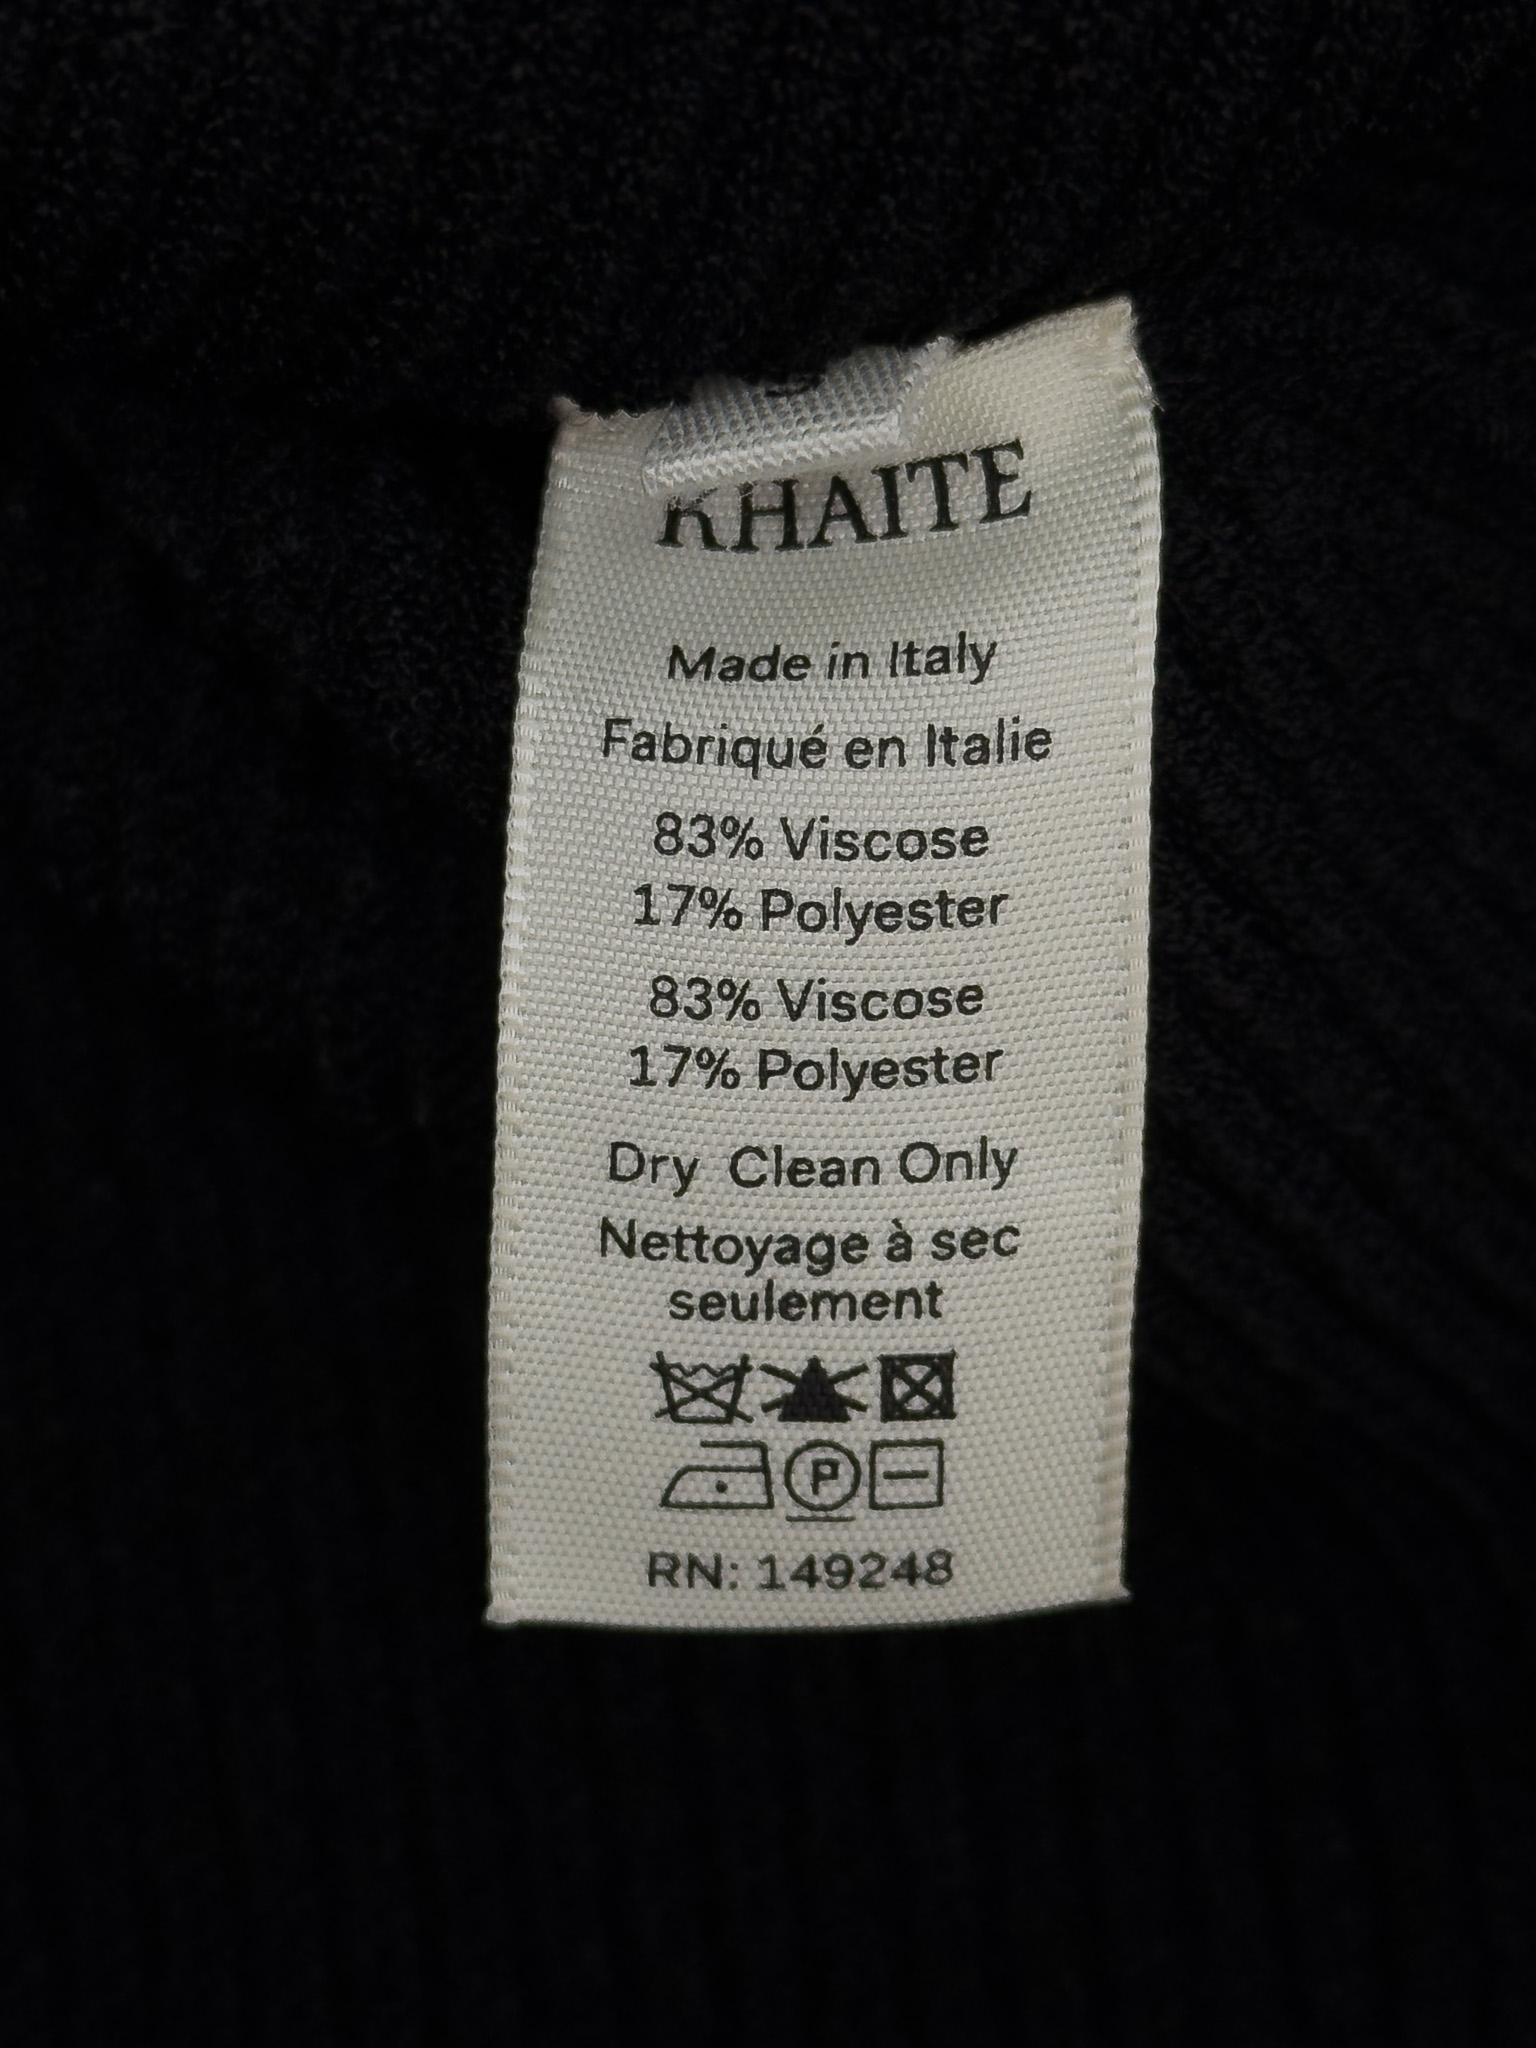 KHAITE
Made in Italy
Fabriqué en Italie
83% Viscose
17% Polyester
83% Viscose
17% Polyester
Dry Clean Only
Nettoyage à sec
seulement
P
RN: 149248